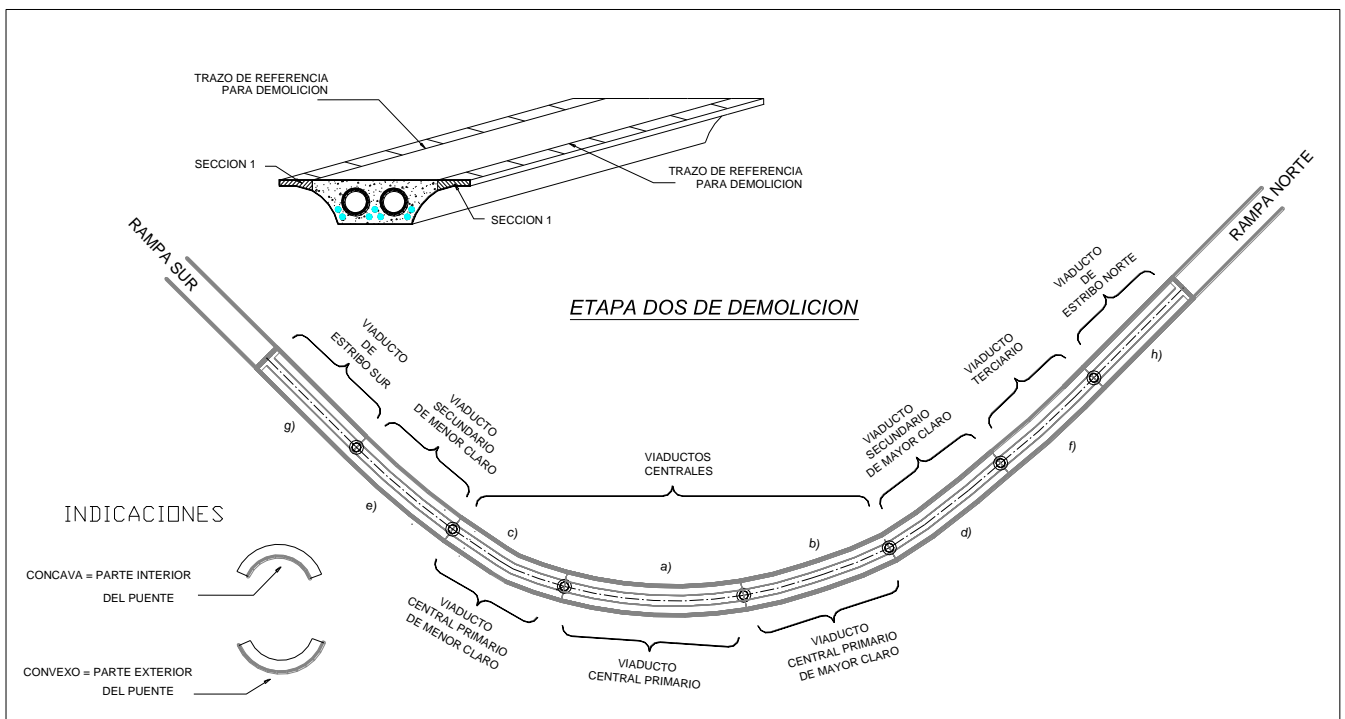 TRAZO DE REFERENCIA
PARA DEMOLICION
SECCION 1
TRAZO DE REFERENCIA
PARA DEMOLICION
SECCION 1
RAMPA SUR
RAMPA NORTE
ETAPA DOS DE DEMOLICION
VIADUCTO
DE
ESTRIBO SUR
VIADUCTO
SECUNDARIO
DE MENOR CLARO
VIADUCTOS
CENTRALES
VIADUCTO
SECUNDARIO
DE MAYOR CLARO
VIADUCTO
TERCIARIO
VIADUCTO
DE
ESTRIBO NORTE
g)
e)
c)
a)
b)
d)
f)
h)
VIADUCTO
CENTRAL PRIMARIO
DE MENOR CLARO
VIADUCTO
CENTRAL PRIMARIO
VIADUCTO
CENTRAL PRIMARIO
DE MAYOR CLARO
INDICACIONES
CONCAVA = PARTE INTERIOR
DEL PUENTE
CONVEXO = PARTE EXTERIOR
DEL PUENTE